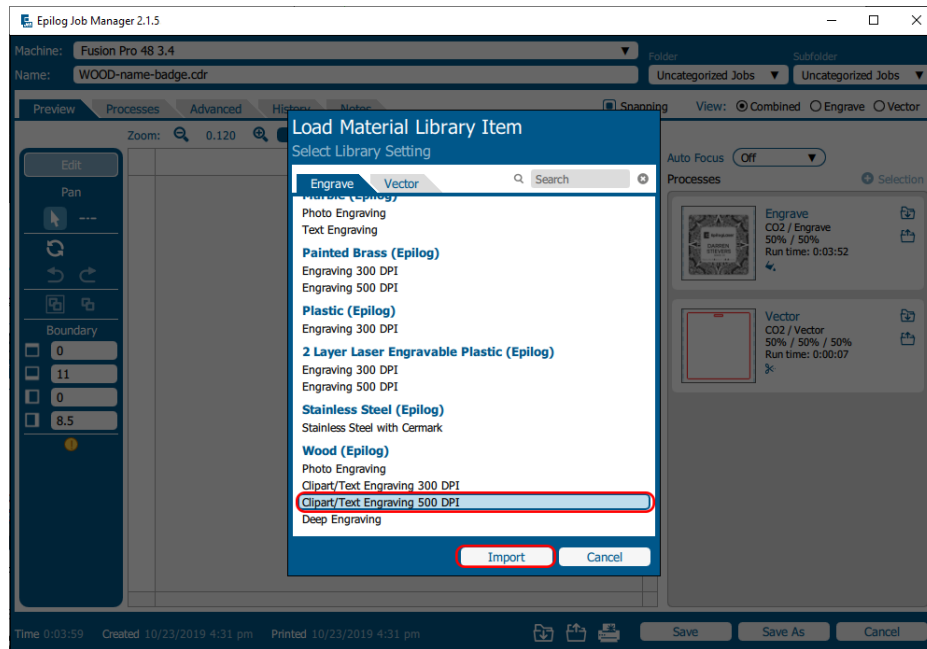 Epilog Job Manager 2.1.5
Machine: Fusion Pro 48 3.4
Name: WOOD-name-badge.cdr
Folder Subfolder
Uncategorized Jobs Uncategorized Jobs
Preview Processes Advanced History Notes
Snapping View: Combined Engrave Vector
Zoom: 0.120
Edit
Pan
Boundary
0
11
0
8.5
Load Material Library Item
Select Library Setting
Engrave Vector Search
Marble (Epilog)
Photo Engraving
Text Engraving
Painted Brass (Epilog)
Engraving 300 DPI
Engraving 500 DPI
Plastic (Epilog)
Engraving 300 DPI
2 Layer Laser Engravable Plastic (Epilog)
Engraving 300 DPI
Engraving 500 DPI
Stainless Steel (Epilog)
Stainless Steel with Cermark
Wood (Epilog)
Photo Engraving
Clipart/Text Engraving 300 DPI
Clipart/Text Engraving 500 DPI
Deep Engraving
Import Cancel
Auto Focus Off
Processes Selection
Engrave
CO2 / Engrave
50% / 50%
Run time: 0:03:52
Vector
CO2 / Vector
50% / 50% / 50%
Run time: 0:00:07
Time 0:03:59 Created 10/23/2019 4:31 pm Printed 10/23/2019 4:31 pm
Save Save As Cancel